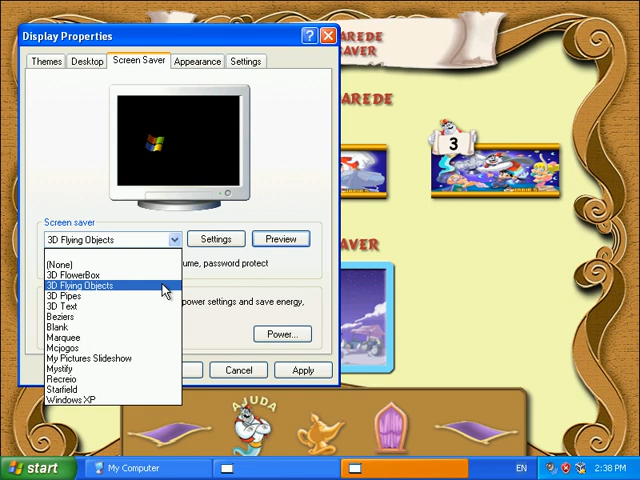 Display Properties
Themes
Desktop
Screen Saver
Appearance
Settings
Screen saver
3D Flying Objects
Settings
Preview
(None)
3D FlowerBox
3D Flying Objects
3D Pipes
3D Text
Beziers
Blank
Marquee
Mcjogos
My Pictures Slideshow
Mystify
Recreio
Starfield
Windows XP
ume, password protect
power settings and save energy,
Power...
Cancel
Apply
AREDE
AVER
AREDE
3
AVER
AJUDA
start
My Computer
EN
2:38 PM